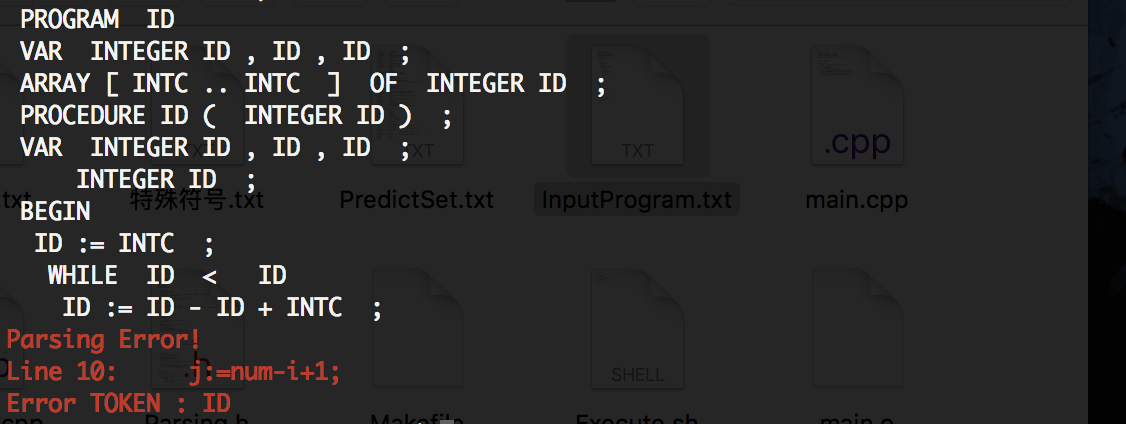 PROGRAM ID
VAR INTEGER ID , ID , ID ;
ARRAY [ INTC .. INTC ] OF INTEGER ID ;
PROCEDURE ID ( INTEGER ID ) ;
VAR INTEGER ID , ID , ID ;
INTEGER ID ;
BEGIN
ID := INTC ;
WHILE ID < ID
ID := ID - ID + INTC ;
Parsing Error!
Line 10: j:=num-i+1;
Error TOKEN : ID
TXT
TXT
.cpp
.txt
特殊符号.txt
PredictSet.txt
InputProgram.txt
main.cpp
.h
SHELL
.cpp
Parsing.h
Makefile
Execute.sh
main.o